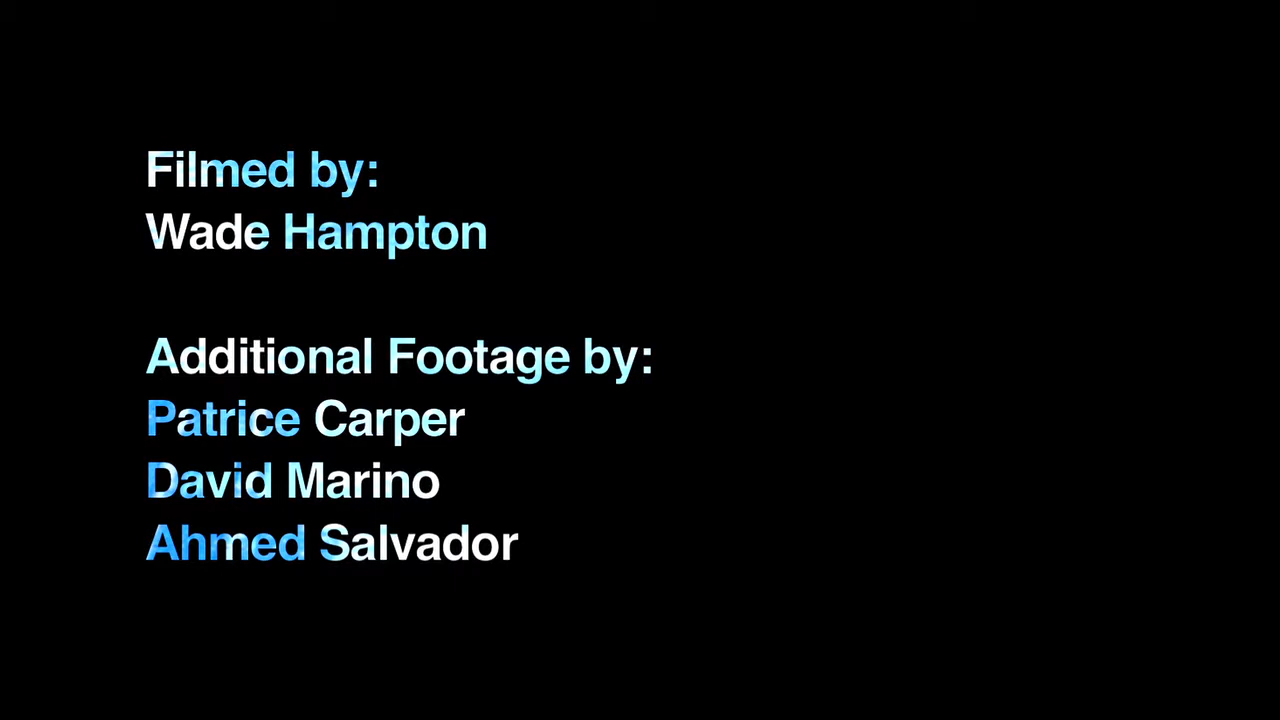 Filmed by:
Wade Hampton
Additional Footage by:
Patrice Carper
David Marino
Ahmed Salvador